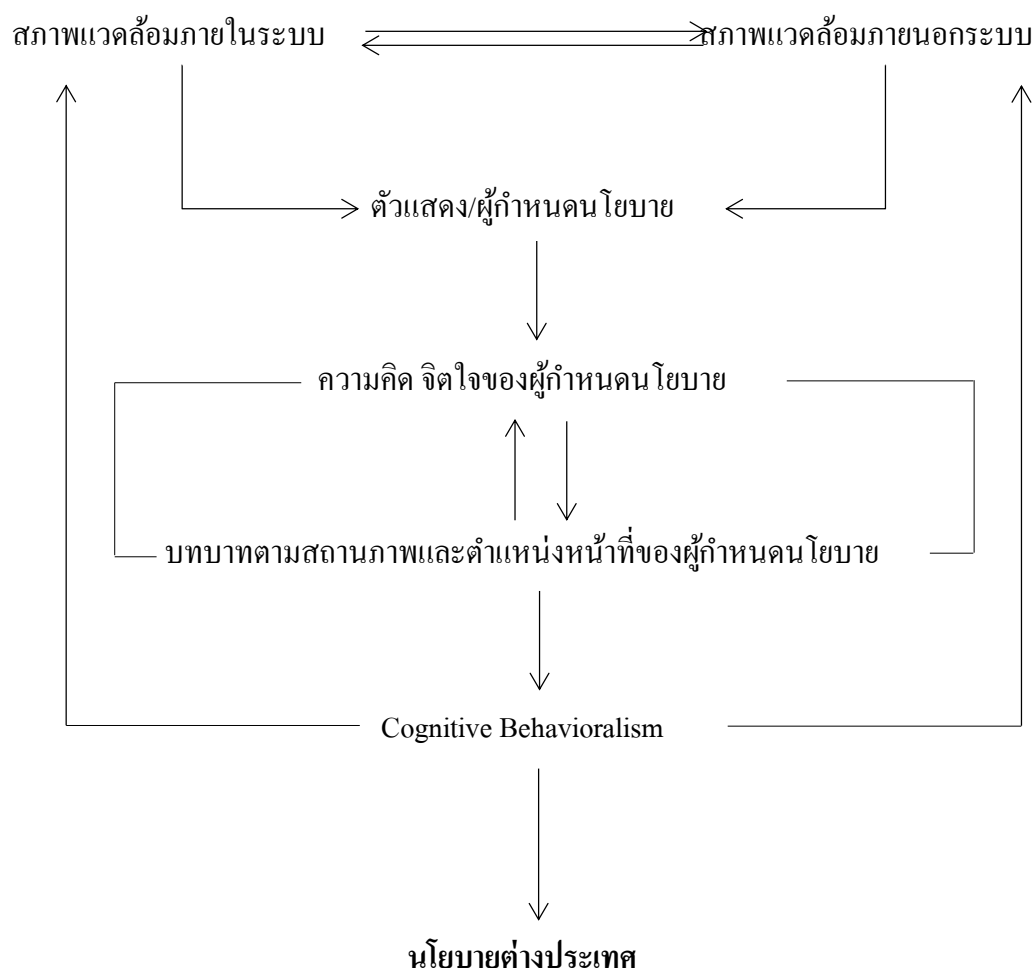 สภาพแวดล้อมภายในระบบ
สภาพแวดล้อมภายนอกระบบ
ตัวแสดง/ผู้กำหนดนโยบาย
ความคิด จิตใจของผู้กำหนดนโยบาย
บทบาทตามสถานภาพและตำแหน่งหน้าที่ของผู้กำหนดนโยบาย
Cognitive Behavioralism
นโยบายต่างประเทศ